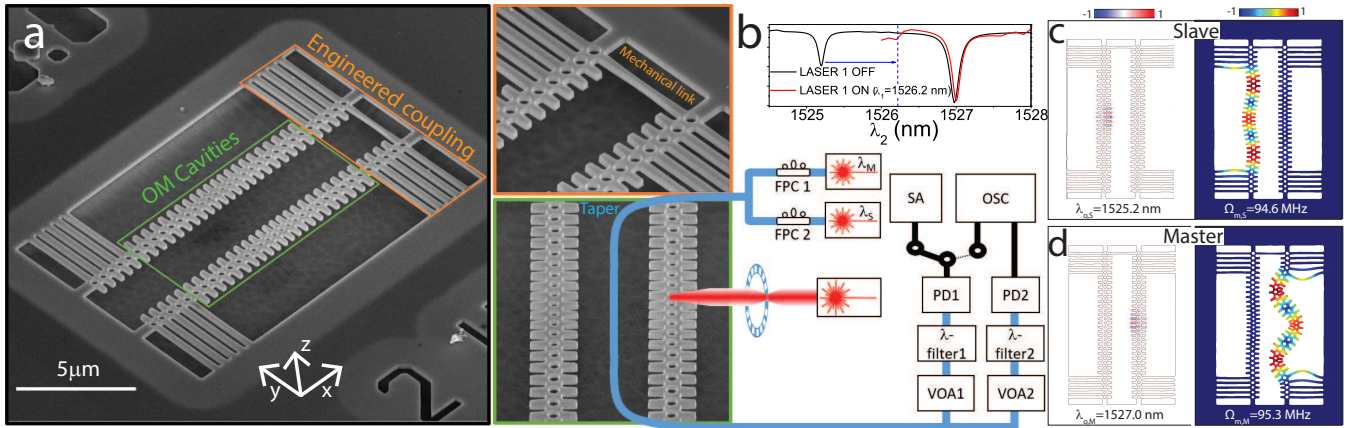 a
Engineered coupling
OM Cavities
5μm
z
y
x
2
Mechanical link
Taper
b
LASER 1 OFF
LASER 1 ON (λ₁=1526.2 nm)
1525 1526 1527 1528
λ₂ (nm)
FPC 1
λM
FPC 2
λS
SA
OSC
PD1
PD2
λ-
filter1
λ-
filter2
VOA1
VOA2
-1 1
-1 1
c
Slave
λo,S=1525.2 nm
Ωm,S=94.6 MHz
d
Master
λo,M=1527.0 nm
Ωm,M=95.3 MHz